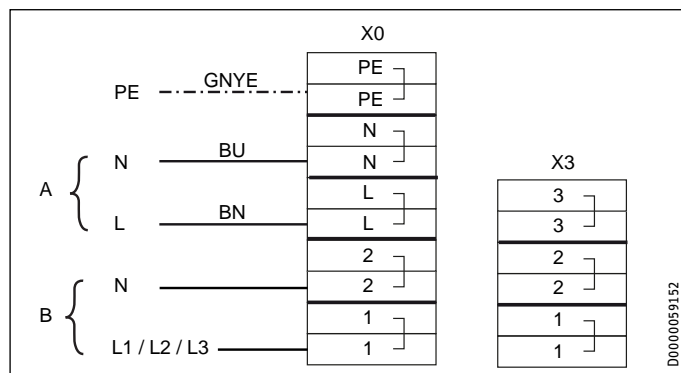 X0
PE
PE GNYE PE
N
N BU N
X3
A
L
3
L BN L
3
2
2
N 2
2
B
1
1
L1 / L2 / L3 1
1
D0000059152